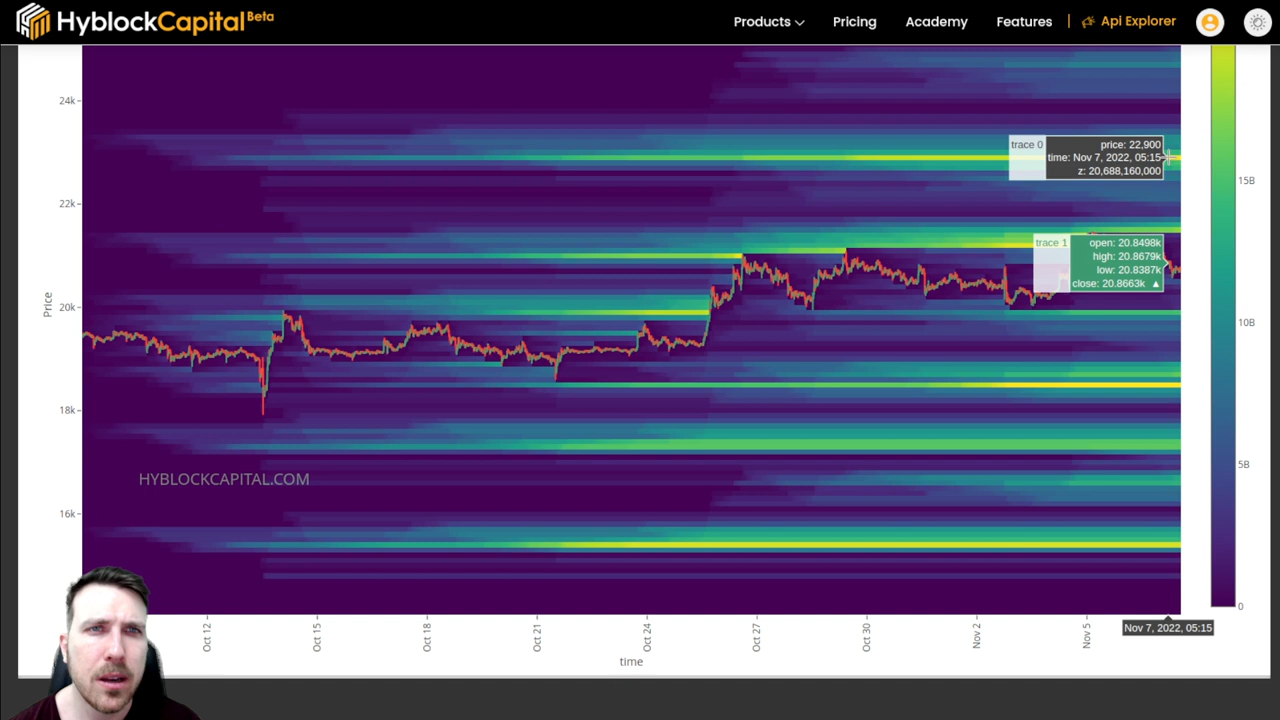 HyblockCapital Beta
Products
Pricing
Academy
Features
Api Explorer
24k
22k
20k
18k
16k
Price
trace 0
price: 22,900
time: Nov 7, 2022, 05:15
z: 20,688,160,000
trace 1
open: 20.8498k
high: 20.8679k
low: 20.8387k
close: 20.8663k ▲
HYBLOCKCAPITAL.COM
15B
10B
5B
0
Oct 12
Oct 15
Oct 18
Oct 21
Oct 24
Oct 27
Oct 30
Nov 2
Nov 5
Nov 7, 2022, 05:15
time